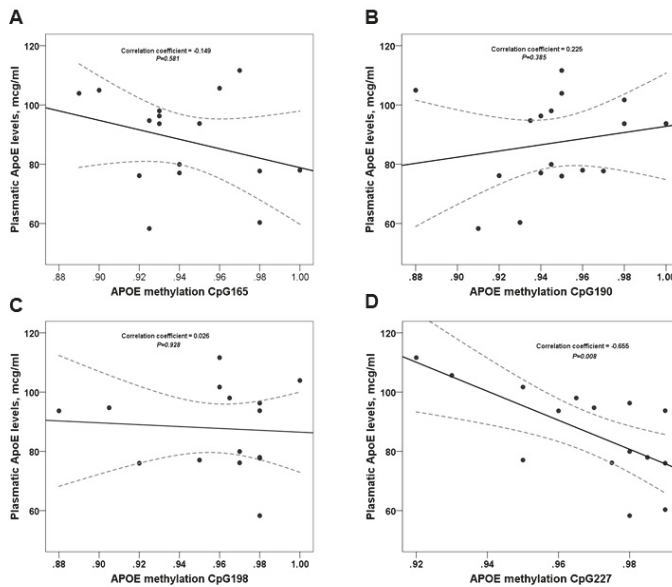 A
Correlation coefficient = -0.149
P=0.581
Plasmatic ApoE levels, mcg/ml
120
100
80
60
.88 .90 .92 .94 .96 .98 1.00
APOE methylation CpG165
B
Correlation coefficient = 0.225
P=0.385
Plasmatic ApoE levels, mcg/ml
120
100
80
60
.88 .90 .92 .94 .96 .98 1.00
APOE methylation CpG190
C
Correlation coefficient = 0.026
P=0.928
Plasmatic ApoE levels, mcg/ml
120
100
80
60
.88 .90 .92 .94 .96 .98 1.00
APOE methylation CpG198
D
Correlation coefficient = -0.655
P=0.008
Plasmatic ApoE levels, mcg/ml
120
100
80
60
.92 .94 .96 .98
APOE methylation CpG227